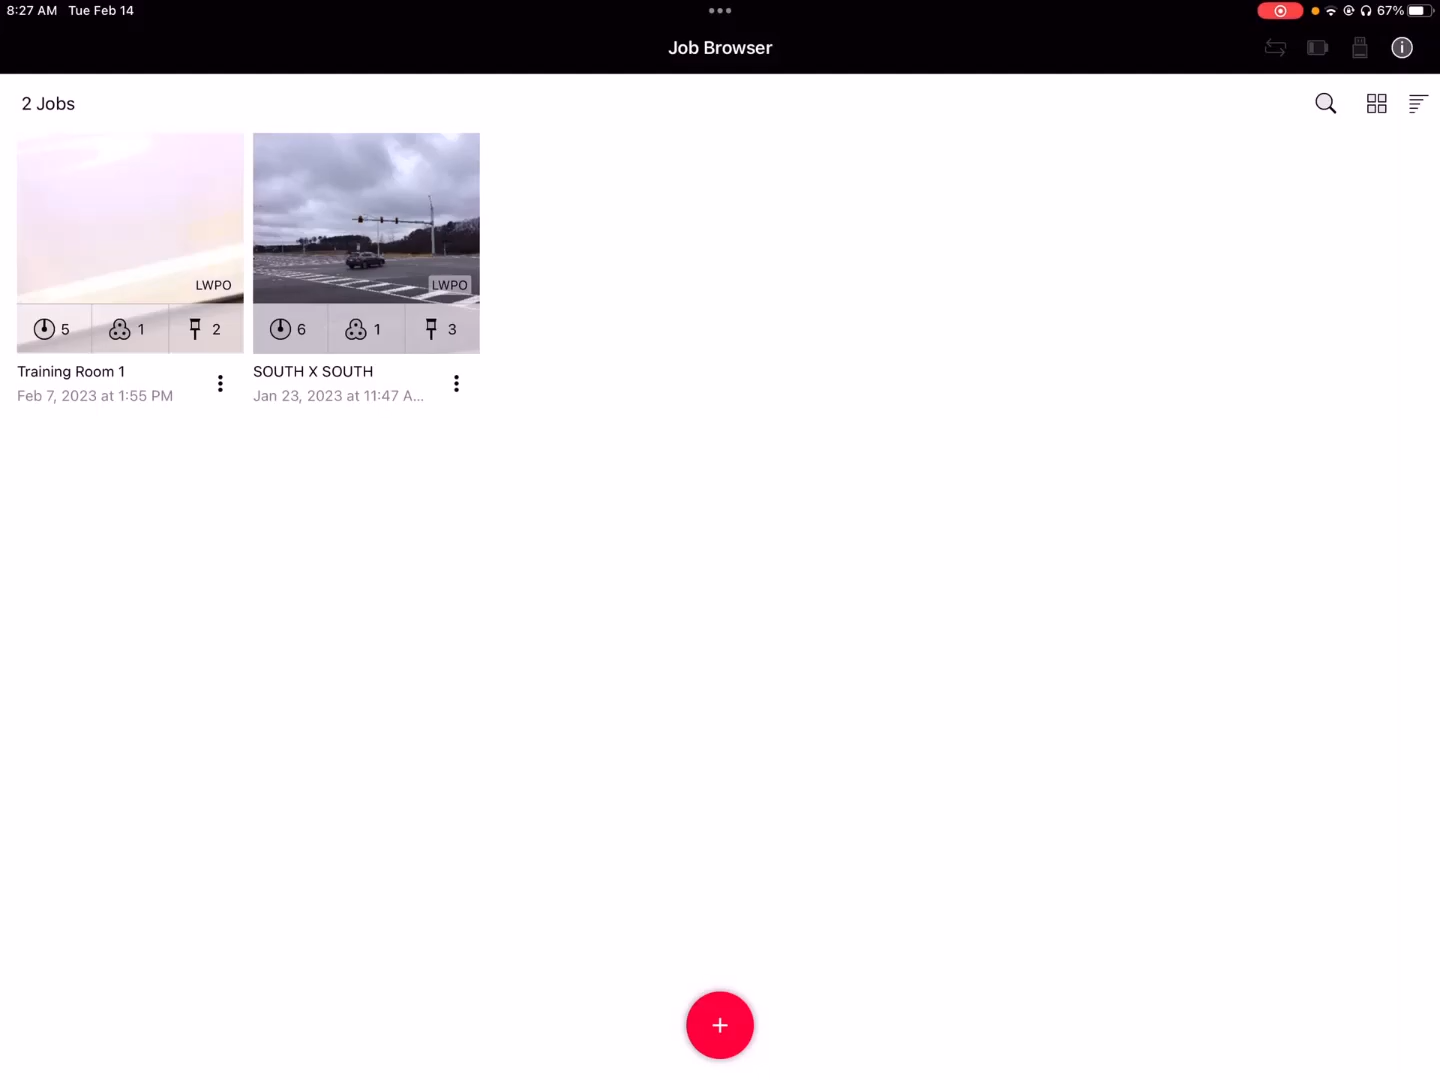 8:27 AM Tue Feb 14
67%
Job Browser
2 Jobs
LWPO
LWPO
5 1 2
6 1 3
Training Room 1
Feb 7, 2023 at 1:55 PM
SOUTH X SOUTH
Jan 23, 2023 at 11:47 A...